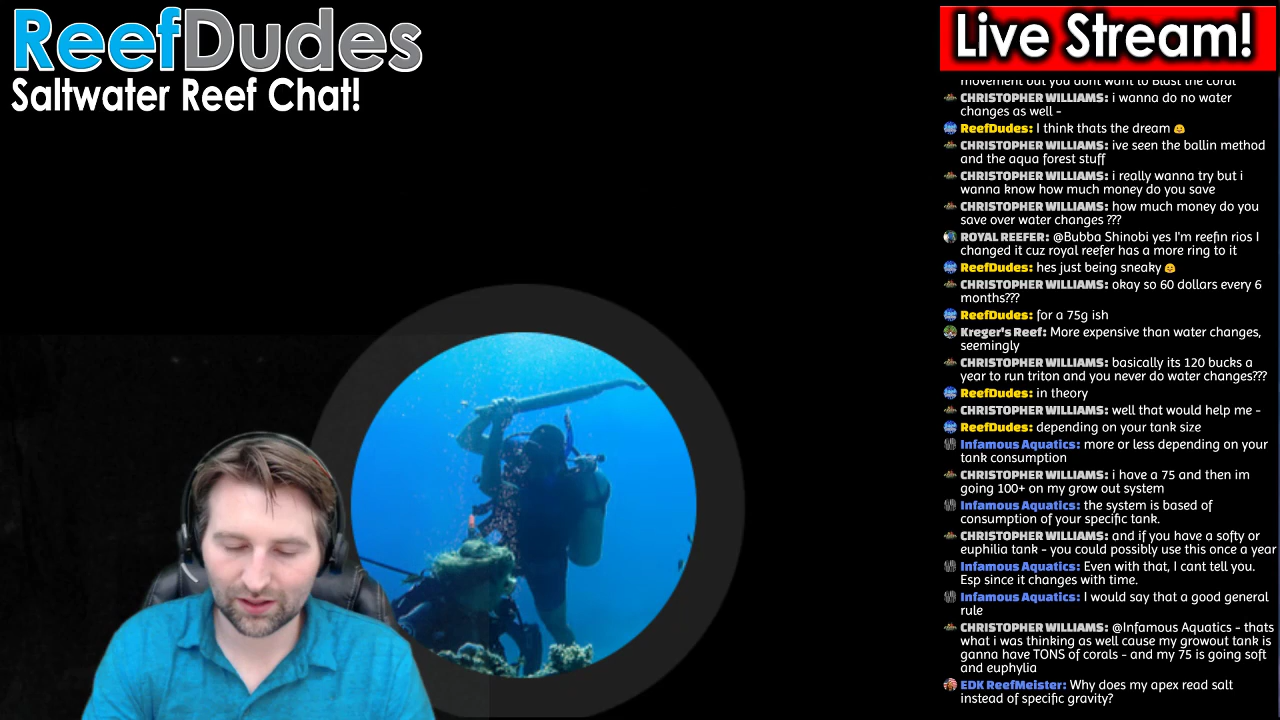 ReefDudes
Saltwater Reef Chat!
Live Stream!
movement but you dont want to blast the coral
CHRISTOPHER WILLIAMS: i wanna do no water
changes as well -
ReefDudes: I think thats the dream
CHRISTOPHER WILLIAMS: ive seen the ballin method
and the aqua forest stuff
CHRISTOPHER WILLIAMS: i really wanna try but i
wanna know how much money do you save
CHRISTOPHER WILLIAMS: how much money do you
save over water changes ???
ROYAL REEFER: @Bubba Shinobi yes I'm reefin rios I
changed it cuz royal reefer has a more ring to it
ReefDudes: hes just being sneaky
CHRISTOPHER WILLIAMS: okay so 60 dollars every 6
months???
ReefDudes: for a 75g ish
Kreger's Reef: More expensive than water changes,
seemingly
CHRISTOPHER WILLIAMS: basically its 120 bucks a
year to run triton and you never do water changes???
ReefDudes: in theory
CHRISTOPHER WILLIAMS: well that would help me -
ReefDudes: depending on your tank size
Infamous Aquatics: more or less depending on your
tank consumption
CHRISTOPHER WILLIAMS: i have a 75 and then im
going 100+ on my grow out system
Infamous Aquatics: the system is based of
consumption of your specific tank.
CHRISTOPHER WILLIAMS: and if you have a softy or
euphilia tank - you could possibly use this once a year
Infamous Aquatics: Even with that, I cant tell you.
Esp since it changes with time.
Infamous Aquatics: I would say that a good general
rule
CHRISTOPHER WILLIAMS: @Infamous Aquatics - thats
what i was thinking as well cause my growout tank is
ganna have TONS of corals - and my 75 is going soft
and euphylia
EDK ReefMeister: Why does my apex read salt
instead of specific gravity?